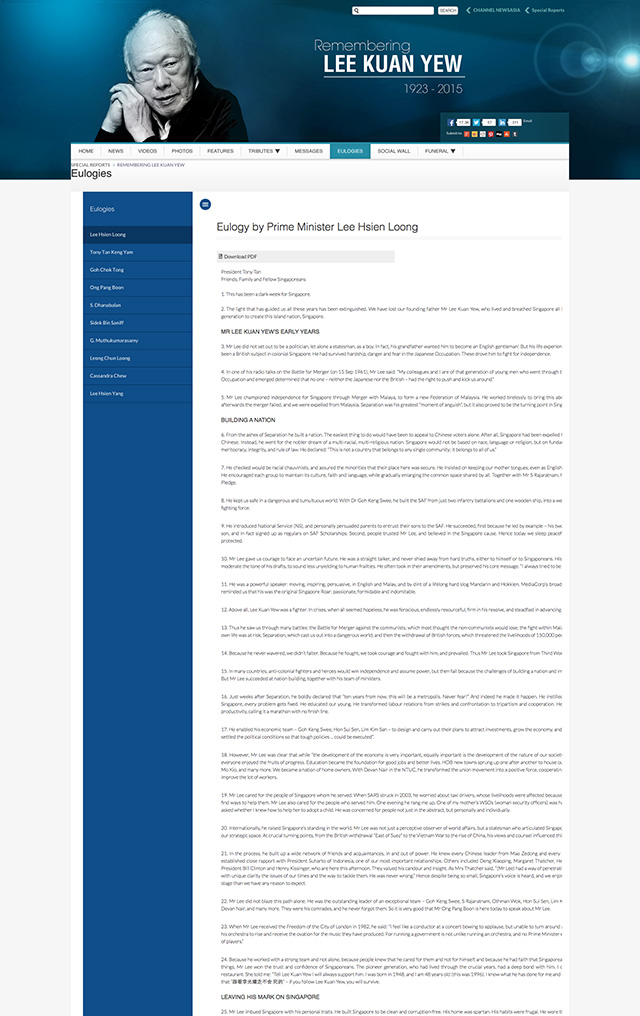 SEARCH
CHANNEL NEWSASIA
Special Reports
Remembering
LEE KUAN YEW
1923 - 2015
17.3K
57
371
Email
Submit to:
HOME
NEWS
VIDEOS
PHOTOS
FEATURES
TRIBUTES
MESSAGES
EULOGIES
SOCIAL WALL
FUNERAL
SPECIAL REPORTS > REMEMBERING LEE KUAN YEW
Eulogies
Eulogies
Lee Hsien Loong
Tony Tan Keng Yam
Goh Chok Tong
Ong Pang Boon
S. Dhanabalan
Sidek Bin Saniff
G. Muthukumarasamy
Leong Chun Loong
Cassandra Chew
Lee Hsien Yang
Eulogy by Prime Minister Lee Hsien Loong
Download PDF
President Tony Tan
Friends, Family and Fellow Singaporeans
1. This has been a dark week for Singapore.
2. The light that has guided us all these years has been extinguished. We have lost our founding father Mr Lee Kuan Yew, who lived and breathed Singapore all
generation to create this island nation, Singapore.
MR LEE KUAN YEW'S EARLY YEARS
3. Mr Lee did not set out to be a politician, let alone a statesman, as a boy. In fact, his grandfather wanted him to become an English gentleman! But his life experien
been a British subject in colonial Singapore. He had survived hardship, danger and fear in the Japanese Occupation. These drove him to fight for independence.
4. In one of his radio talks on the Battle for Merger (on 15 Sep 1961), Mr Lee said: "My colleagues and I are of that generation of young men who went through t
Occupation and emerged determined that no one – neither the Japanese nor the British – had the right to push and kick us around."
5. Mr Lee championed independence for Singapore through Merger with Malaya, to form a new Federation of Malaysia. He worked tirelessly to bring this ab
afterwards the merger failed, and we were expelled from Malaysia. Separation was his greatest "moment of anguish", but it also proved to be the turning point in Sing
BUILDING A NATION
6. From the ashes of Separation he built a nation. The easiest thing to do would have been to appeal to Chinese voters alone. After all, Singapore had been expelled f
Chinese. Instead, he went for the nobler dream of a multi-racial, multi-religious nation. Singapore would not be based on race, language or religion, but on funda
meritocracy, integrity, and rule of law. He declared: "This is not a country that belongs to any single community; it belongs to all of us."
7. He checked would be racial chauvinists, and assured the minorities that their place here was secure. He insisted on keeping our mother tongues, even as English
He encouraged each group to maintain its culture, faith and language, while gradually enlarging the common space shared by all. Together with Mr S Rajaratnam, h
Pledge.
8. He kept us safe in a dangerous and tumultuous world. With Dr Goh Keng Swee, he built the SAF from just two infantry battalions and one wooden ship, into a we
fighting force.
9. He introduced National Service (NS), and personally persuaded parents to entrust their sons to the SAF. He succeeded, first because he led by example – his tw
son, and in fact signed up as regulars on SAF Scholarships. Second, people trusted Mr Lee, and believed in the Singapore cause. Hence today we sleep peace
protected.
10. Mr Lee gave us courage to face an uncertain future. He was a straight talker, and never shied away from hard truths, either to himself or to Singaporeans. His
moderate the tone of his drafts, to sound less unyielding to human frailties. He often took in their amendments, but preserved his core message. "I always tried to be
11. He was a powerful speaker: moving, inspiring, persuasive, in English and Malay, and by dint of a lifelong hard slog Mandarin and Hokkien. MediaCorp's broad
reminded us that his was the original Singapore Roar: passionate, formidable and indomitable.
12. Above all, Lee Kuan Yew was a fighter. In crises, when all seemed hopeless, he was ferocious, endlessly resourceful, firm in his resolve, and steadfast in advancing
13. Thus he saw us through many battles: the Battle for Merger against the communists, which most thought the non-communists would lose; the fight within Mala
own life was at risk; Separation, which cast us out into a dangerous world; and then the withdrawal of British forces, which threatened the livelihoods of 150,000 peo
14. Because he never wavered, we didn't falter. Because he fought, we took courage and fought with him, and prevailed. Thus Mr Lee took Singapore from Third Wor
15. In many countries, anti-colonial fighters and heroes would win independence and assume power, but then fail because the challenges of building a nation and in
But Mr Lee succeeded at nation building, together with his team of ministers.
16. Just weeks after Separation, he boldly declared that "ten years from now, this will be a metropolis. Never fear!" And indeed he made it happen. He instilled
Singapore, every problem gets fixed. He educated our young. He transformed labour relations from strikes and confrontation to tripartism and cooperation. He
productivity, calling it a marathon with no finish line.
17. He enabled his economic team – Goh Keng Swee, Hon Sui Sen, Lim Kim San – to design and carry out their plans to attract investments, grow the economy, and
settled the political conditions so that tough policies ... could be executed".
18. However, Mr Lee was clear that while "the development of the economy is very important, equally important is the development of the nature of our societ
everyone enjoyed the fruits of progress. Education became the foundation for good jobs and better lives. HDB new towns sprung up one after another to house ou
Mo Kio, and many more. We became a nation of home owners. With Devan Nair in the NTUC, he transformed the union movement into a positive force, cooperatin
improve the lot of workers.
19. Mr Lee cared for the people of Singapore whom he served. When SARS struck in 2003, he worried about taxi drivers, whose livelihoods were affected because
find ways to help them. Mr Lee also cared for the people who served him. One evening he rang me up. One of my mother's WSOs (woman security officers) was h
asked whether I knew how to help her to adopt a child. He was concerned for people not just in the abstract, but personally and individually.
20. Internationally, he raised Singapore's standing in the world. Mr Lee was not just a perceptive observer of world affairs, but a statesman who articulated Singap
our strategic space. At crucial turning points, from the British withdrawal "East of Suez" to the Vietnam War to the rise of China, his views and counsel influenced thi
21. In the process, he built up a wide network of friends and acquaintances, in and out of power. He knew every Chinese leader from Mao Zedong and every
established close rapport with President Suharto of Indonesia, one of our most important relationships. Others included Deng Xiaoping, Margaret Thatcher, He
President Bill Clinton and Henry Kissinger, who are here this afternoon. They valued his candour and insight. As Mrs Thatcher said, "[Mr Lee] had a way of penetrati
with unique clarity the issues of our times and the way to tackle them. He was never wrong." Hence despite being so small, Singapore's voice is heard, and we enjo
stage than we have any reason to expect.
22. Mr Lee did not blaze this path alone. He was the outstanding leader of an exceptional team – Goh Keng Swee, S Rajaratnam, Othman Wok, Hon Sui Sen, Lim K
Devan Nair, and many more. They were his comrades, and he never forgot them. So it is very good that Mr Ong Pang Boon is here today to speak about Mr Lee.
23. When Mr Lee received the Freedom of the City of London in 1982, he said: "I feel like a conductor at a concert bowing to applause, but unable to turn around a
his orchestra to rise and receive the ovation for the music they have produced. For running a government is not unlike running an orchestra, and no Prime Minister e
of players."
24. Because he worked with a strong team and not alone, because people knew that he cared for them and not for himself and because he had faith that Singaporea
things, Mr Lee won the trust and confidence of Singaporeans. The pioneer generation, who had lived through the crucial years, had a deep bond with him. I
restaurant. She told me: "Tell Lee Kuan Yew I will always support him. I was born in 1948, and I am 48 years old (this was 1996). I know what he has done for me and
that "跟着李光耀走不会死的" – if you follow Lee Kuan Yew, you will survive.
LEAVING HIS MARK ON SINGAPORE
25. Mr Lee imbued Singapore with his personal traits. He built Singapore to be clean and corruption-free. His home was spartan. His habits were frugal. He wore th